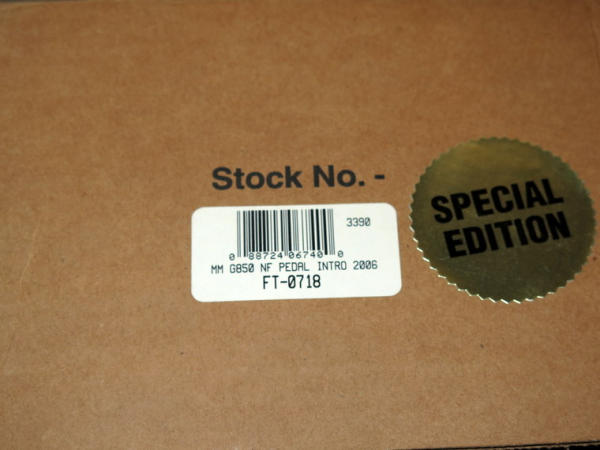 Stock No. -
3390
0 88724 06740 0
MM G850 NF PEDAL INTRO 2006
FT-0718
SPECIAL
EDITION